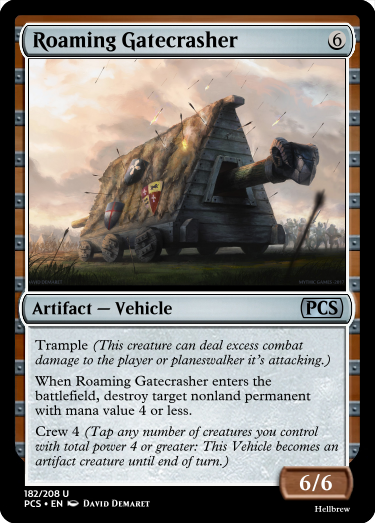 Roaming Gatecrasher 6
Artifact — Vehicle PCS
Trample (This creature can deal excess combat
damage to the player or planeswalker it's attacking.)
When Roaming Gatecrasher enters the
battlefield, destroy target nonland permanent
with mana value 4 or less.
Crew 4 (Tap any number of creatures you control
with total power 4 or greater: This Vehicle becomes an
artifact creature until end of turn.)
6/6
182/208 U
PCS • EN David Demaret
Hellbrew